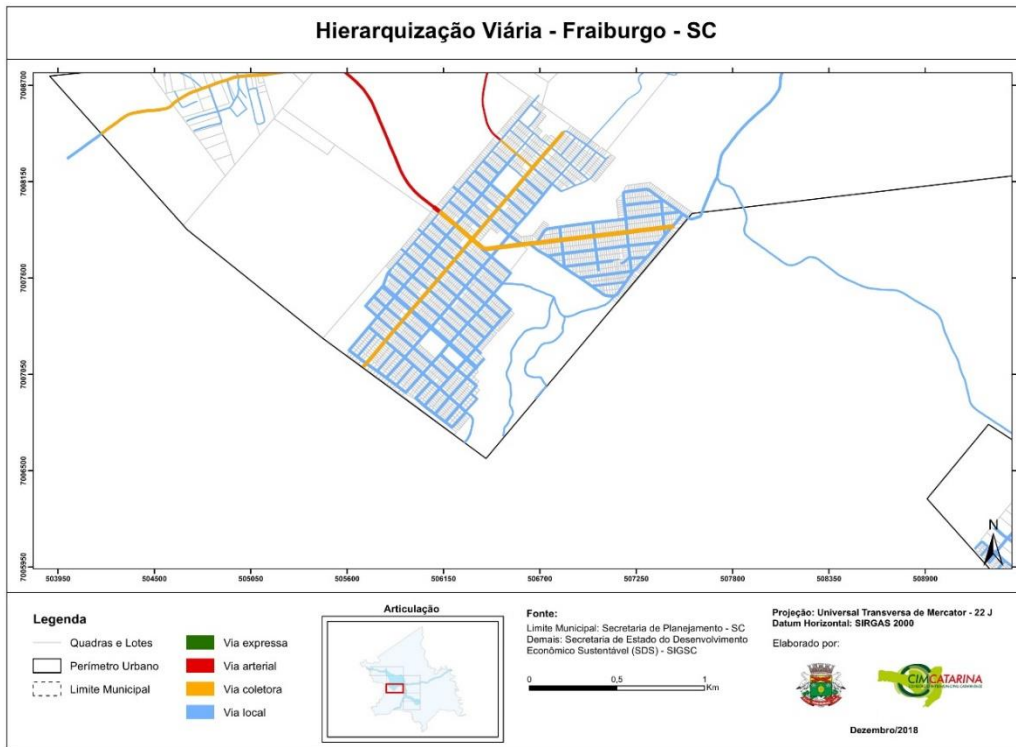 Hierarquização Viária - Fraiburgo - SC
7008700
7008150
7007600
7007050
7006500
7005950
503950 504500 505050 505600 506150 506700 507250 507800 508350 508900
N
Legenda
Quadras e Lotes
Perímetro Urbano
Limite Municipal
Via expressa
Via arterial
Via coletora
Via local
Articulação
Fonte:
Limite Municipal: Secretaria de Planejamento - SC
Demais: Secretaria de Estado do Desenvolvimento
Econômico Sustentável (SDS) - SIGSC
0 0,5 1
Km
Projeção: Universal Transversa de Mercator - 22 J
Datum Horizontal: SIRGAS 2000
Elaborado por:
CIMCATARINA
Dezembro/2018